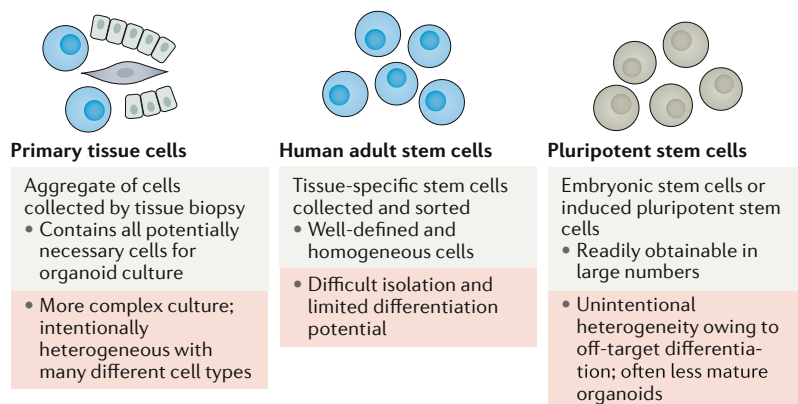 Primary tissue cells
Aggregate of cells
collected by tissue biopsy
• Contains all potentially
necessary cells for
organoid culture
• More complex culture;
intentionally
heterogeneous with
many different cell types
Human adult stem cells
Tissue-specific stem cells
collected and sorted
• Well-defined and
homogeneous cells
• Difficult isolation and
limited differentiation
potential
Pluripotent stem cells
Embryonic stem cells or
induced pluripotent stem
cells
• Readily obtainable in
large numbers
• Unintentional
heterogeneity owing to
off-target differentia-
tion; often less mature
organoids